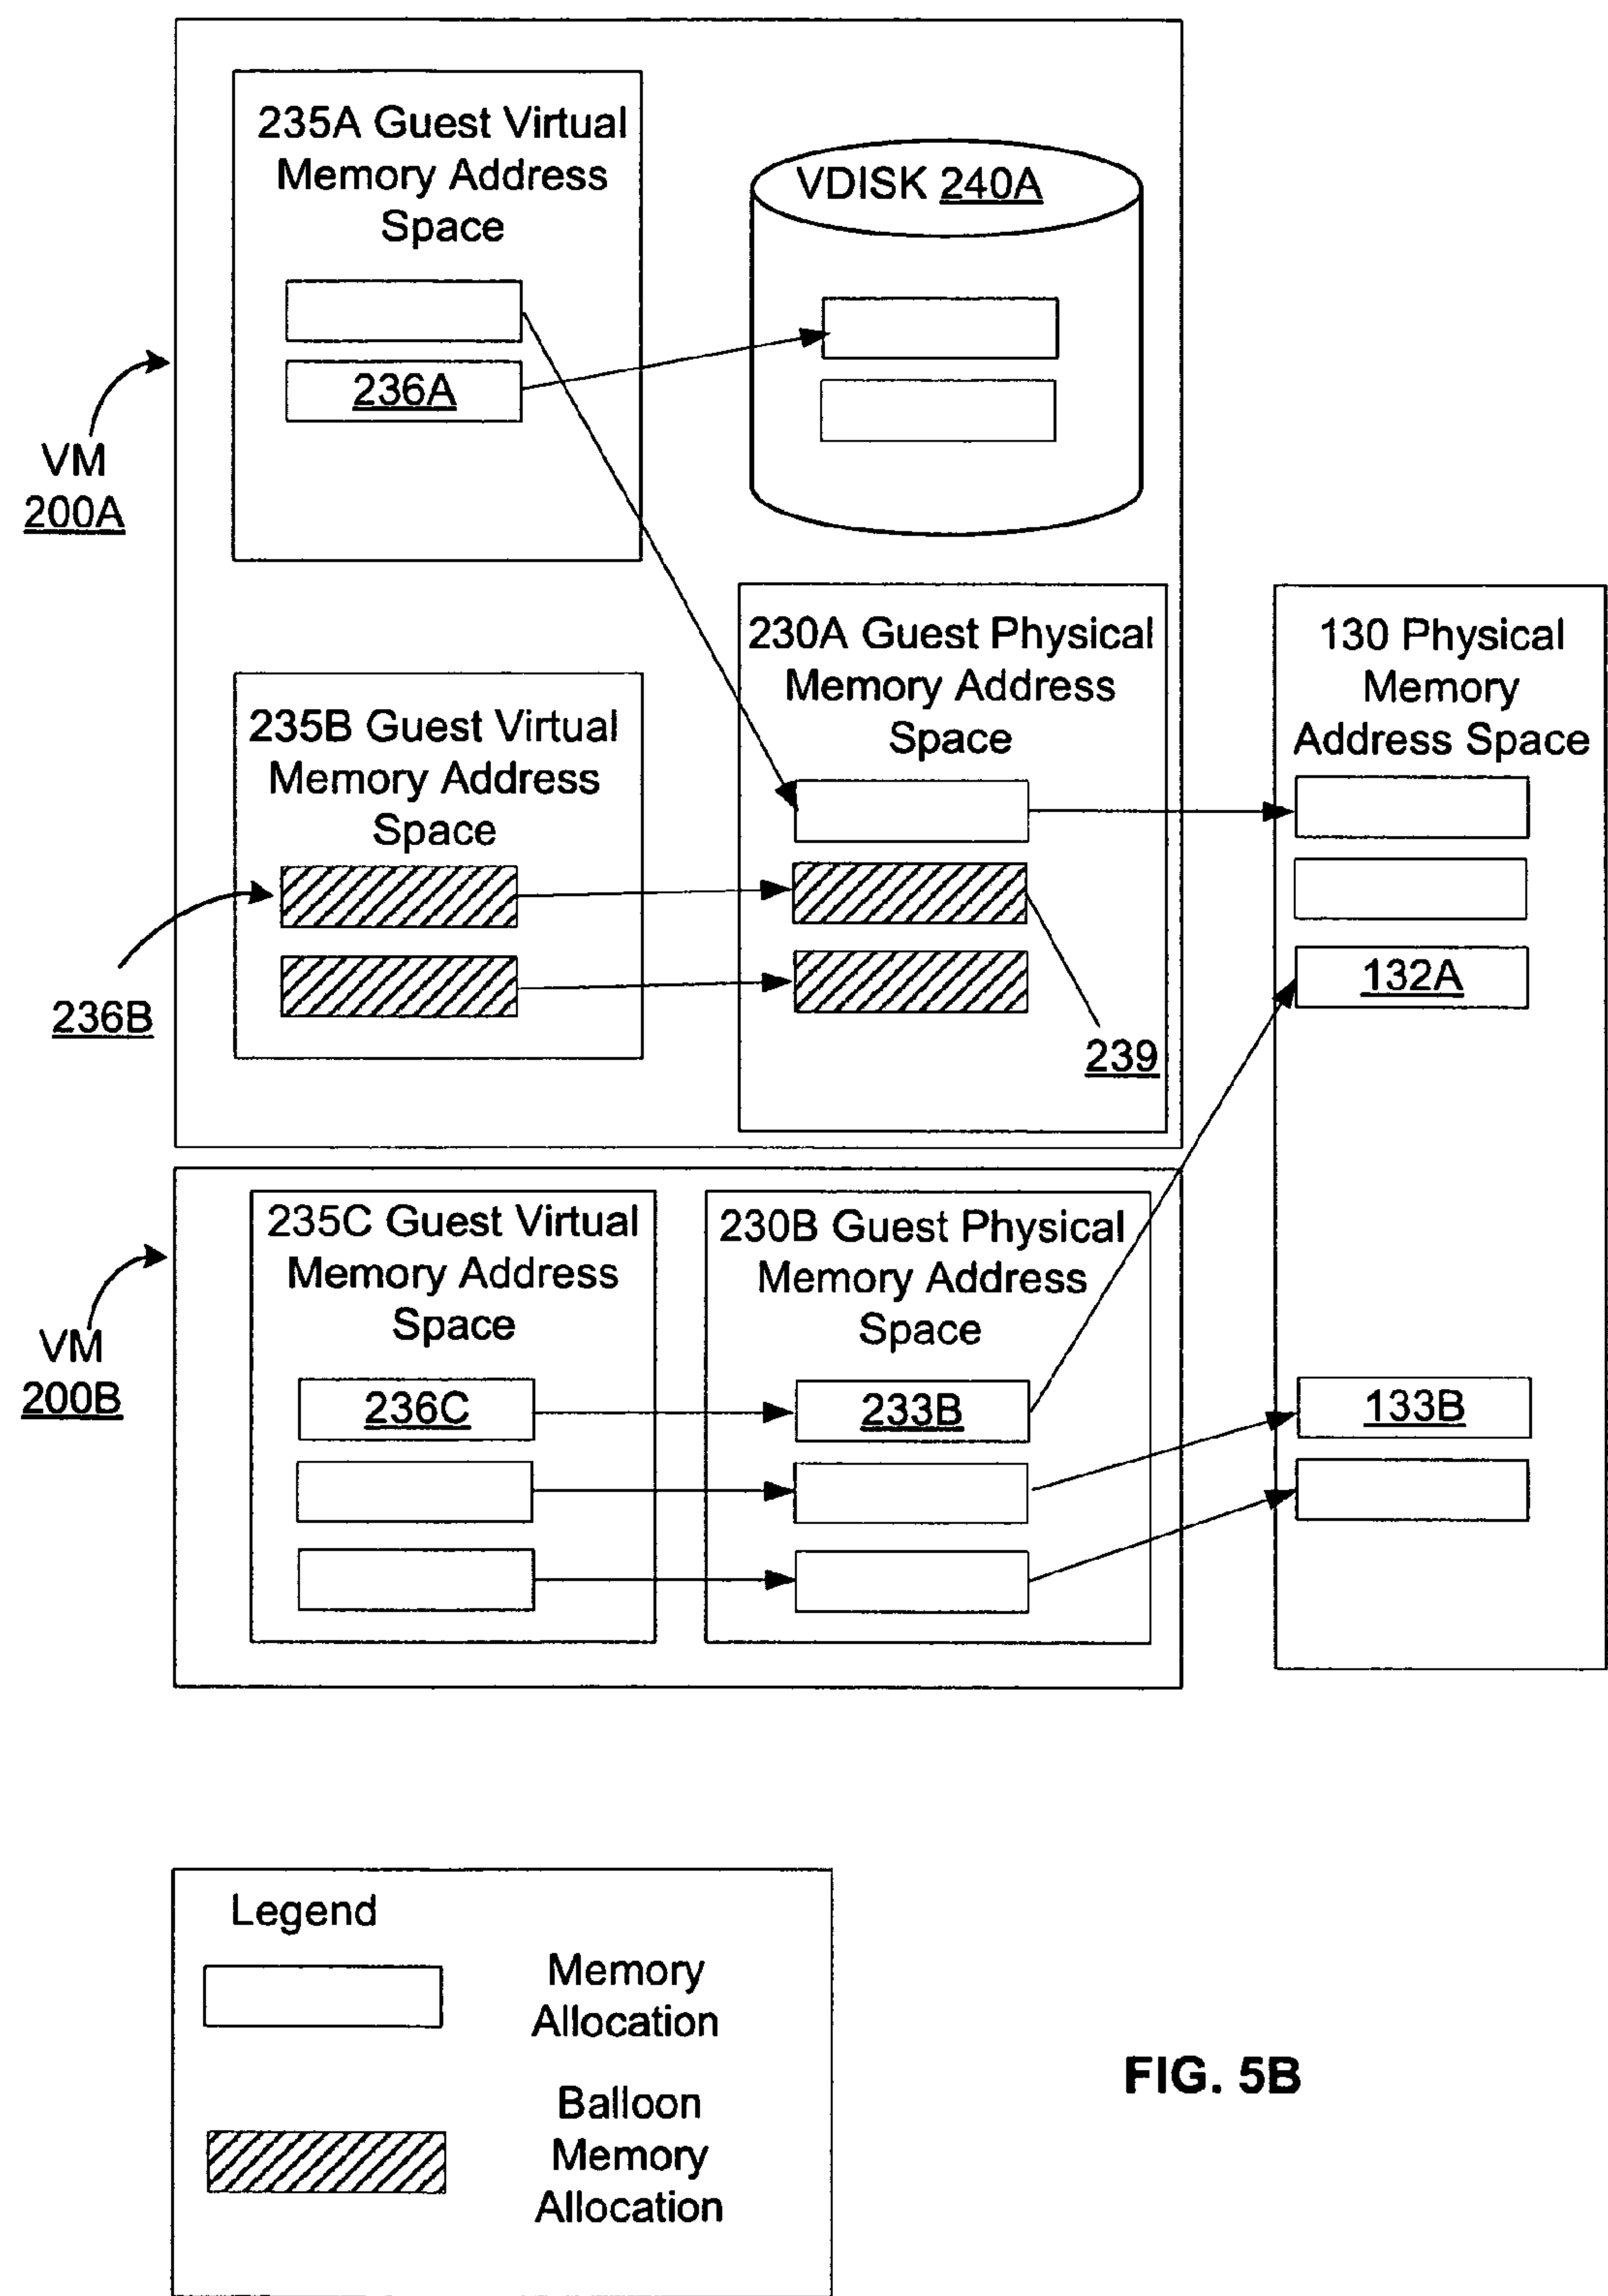 235A Guest Virtual
Memory Address
Space
236A
VDISK 240A
VM
200A
235B Guest Virtual
Memory Address
Space
236B
230A Guest Physical
Memory Address
Space
239
130 Physical
Memory
Address Space
132A
133B
VM
200B
235C Guest Virtual
Memory Address
Space
236C
230B Guest Physical
Memory Address
Space
233B
Legend
Memory
Allocation
Balloon
Memory
Allocation
FIG. 5B